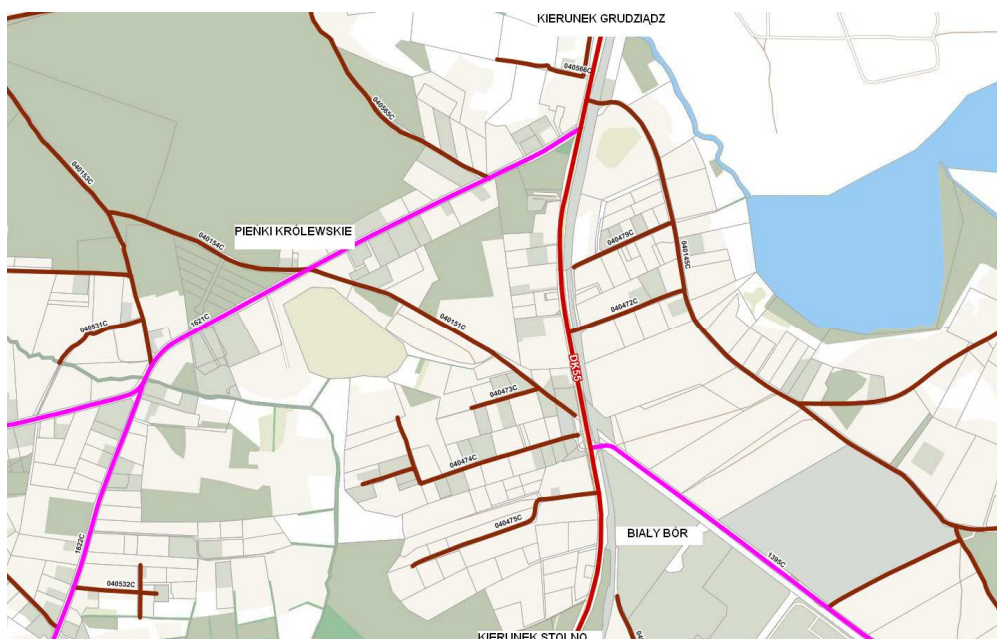 KIERUNEK GRUDZIĄDZ
040566C
040565C
040153C
PIEŃKI KRÓLEWSKIE
040154C
040479C
040145C
040472C
1621C
040531C
040151C
DK55
040473C
040474C
040475C
BIAŁY BÓR
1622C
1395C
040532C
KIERUNEK STOLNO